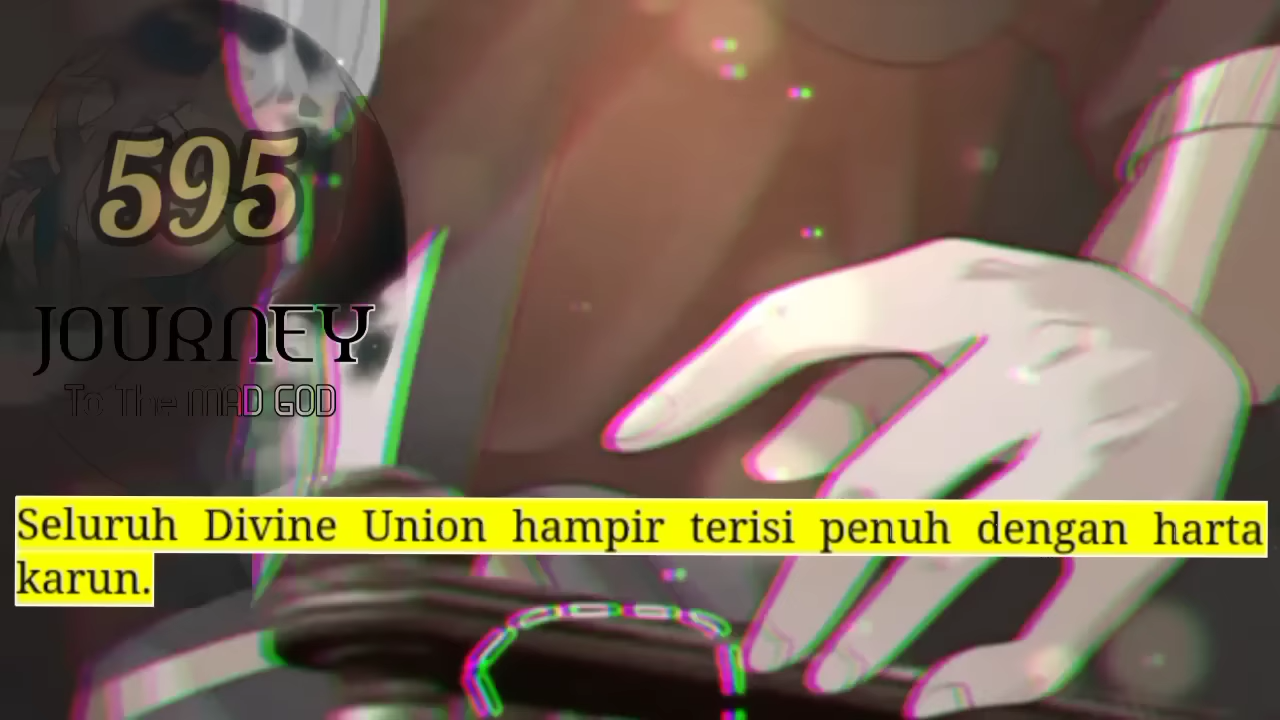 595
JOURNEY
To The MAD GOD
Seluruh Divine Union hampir terisi penuh dengan harta
karun.